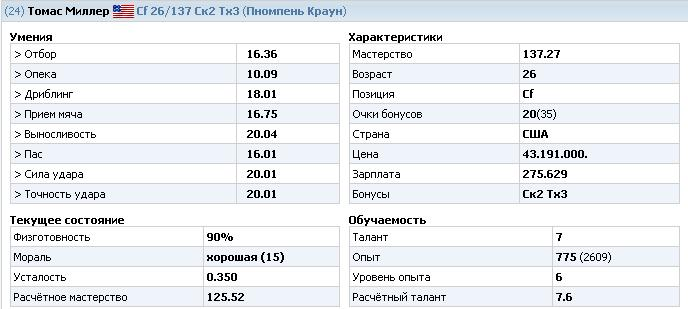 (24) Томас Миллер Cf 26/137 Ск2 Тх3 (Пномпень Краун)
Умения
> Отбор 16.36
> Опека 10.09
> Дриблинг 18.01
> Прием мяча 16.75
> Выносливость 20.04
> Пас 16.01
> Сила удара 20.01
> Точность удара 20.01
Характеристики
Мастерство 137.27
Возраст 26
Позиция Cf
Очки бонусов 20(35)
Страна США
Цена 43.191.000.
Зарплата 275.629
Бонусы Ск2 Тх3
Текущее состояние
Физготовность 90%
Мораль хорошая (15)
Усталость 0.350
Расчётное мастерство 125.52
Обучаемость
Талант 7
Опыт 775 (2609)
Уровень опыта 6
Расчётный талант 7.6